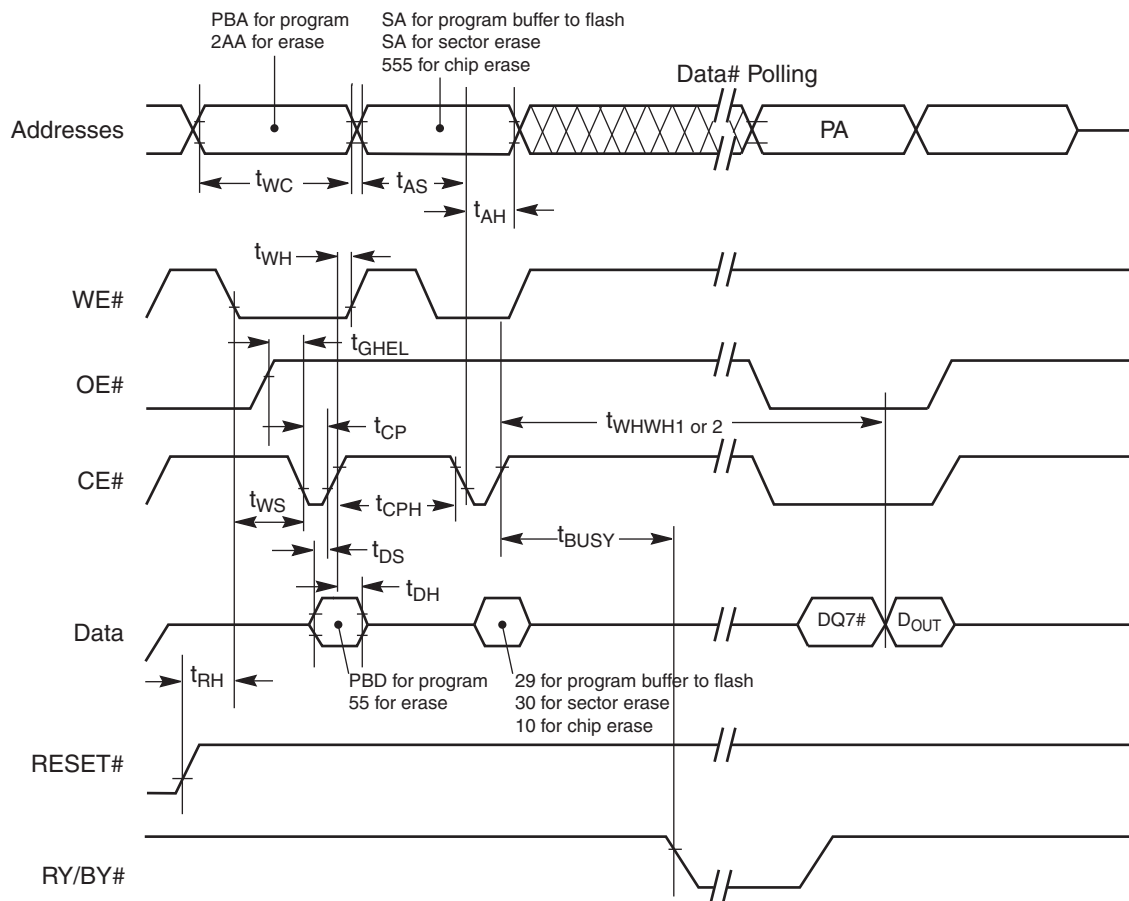 PBA for program
2AA for erase
SA for program buffer to flash
SA for sector erase
555 for chip erase
Data# Polling
Addresses
PA
tWC
tAS
tAH
tWH
WE#
tGHEL
OE#
tWHWH1 or 2
tCP
CE#
tWS
tCPH
tBUSY
tDS
tDH
Data
DQ7#
DOUT
tRH
PBD for program
55 for erase
29 for program buffer to flash
30 for sector erase
10 for chip erase
RESET#
RY/BY#